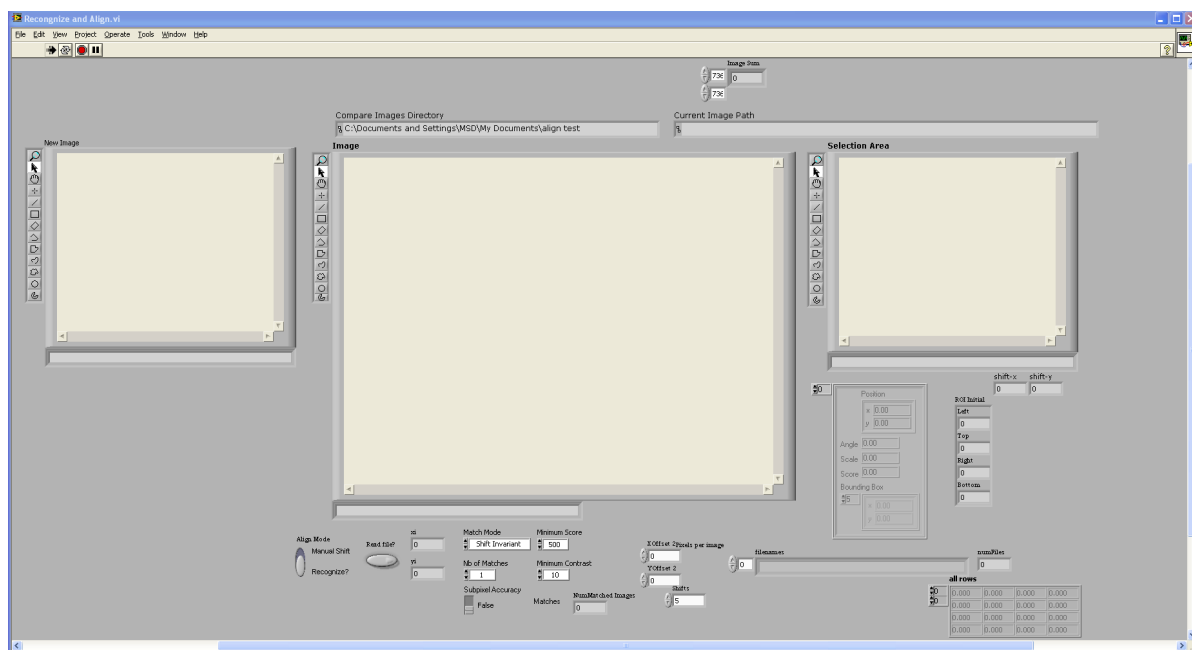 Recongnize and Align.vi
File Edit View Project Operate Tools Window Help
Image Sum
736 0
736
Compare Images Directory
C:\Documents and Settings\MSD\My Documents\align test
Current Image Path
New Image
Image
Selection Area
shift-x shift-y
0 0
0
Position
x 0.00
y 0.00
Angle 0.00
Scale 0.00
Score 0.00
Bounding Box
5
x 0.00
y 0.00
ROI Initial
Left
0
Top
0
Right
0
Bottom
0
Align Mode
Manual Shift
Recognize?
Read file?
xi
0
yi
0
Match Mode
Shift Invariant
Minimum Score
500
Nb of Matches
1
Minimum Contrast
10
Subpixel Accuracy
False
Matches
NumMatched Images
0
XOffset 2
0
Pixels per image
YOffset 2
0
Shifts
5
filenames
0
numFiles
0
all rows
0
0
0.000 0.000 0.000 0.000
0.000 0.000 0.000 0.000
0.000 0.000 0.000 0.000
0.000 0.000 0.000 0.000